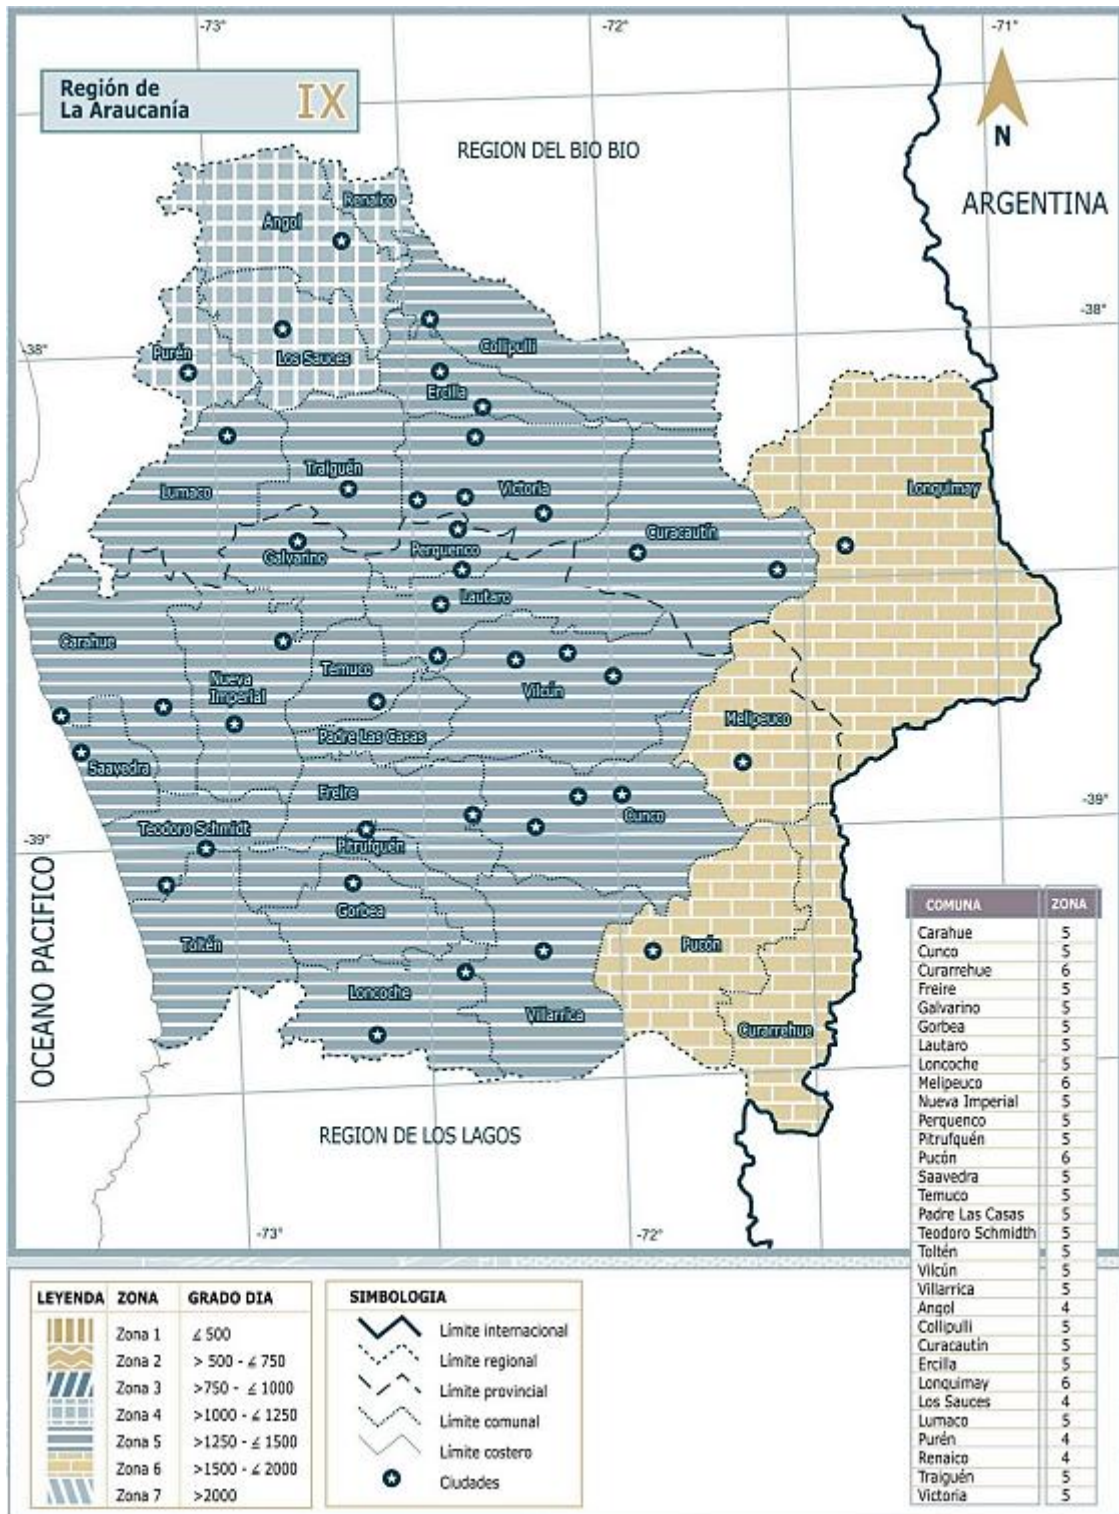 -73°
-72°
-71°
Región de
La Araucanía
IX
REGION DEL BIO BIO
N
ARGENTINA
Renaico
Angol
-38°
-38°
Purén
Los Sauces
Collipulli
Ercilla
Traiguén
Lumaco
Victoria
Lonquimay
Galvarino
Perquenco
Curacautín
Lautaro
Carahue
Temuco
Nueva
Imperial
Vilcún
Melipeuco
Padre Las Casas
Saavedra
Freire
Cunco
-39°
Teodoro Schmidt
-39°
Pitrufquén
OCEANO PACIFICO
Gorbea
Toltén
Pucón
Loncoche
Villarrica
Curarrehue
REGION DE LOS LAGOS
-73°
-72°
COMUNA ZONA
Carahue 5
Cunco 5
Curarrehue 6
Freire 5
Galvarino 5
Gorbea 5
Lautaro 5
Loncoche 5
Melipeuco 6
Nueva Imperial 5
Perquenco 5
Pitrufquén 5
Pucón 6
Saavedra 5
Temuco 5
Padre Las Casas 5
Teodoro Schmidth 5
Toltén 5
Vilcún 5
Villarrica 5
Angol 4
Collipulli 5
Curacautín 5
Ercilla 5
Lonquimay 6
Los Sauces 4
Lumaco 5
Purén 4
Renaico 4
Traiguén 5
Victoria 5
LEYENDA ZONA GRADO DIA
Zona 1 ≤ 500
Zona 2 > 500 - ≤ 750
Zona 3 >750 - ≤ 1000
Zona 4 >1000 - ≤ 1250
Zona 5 >1250 - ≤ 1500
Zona 6 >1500 - ≤ 2000
Zona 7 >2000
SIMBOLOGIA
Límite internacional
Límite regional
Límite provincial
Límite comunal
Límite costero
Ciudades